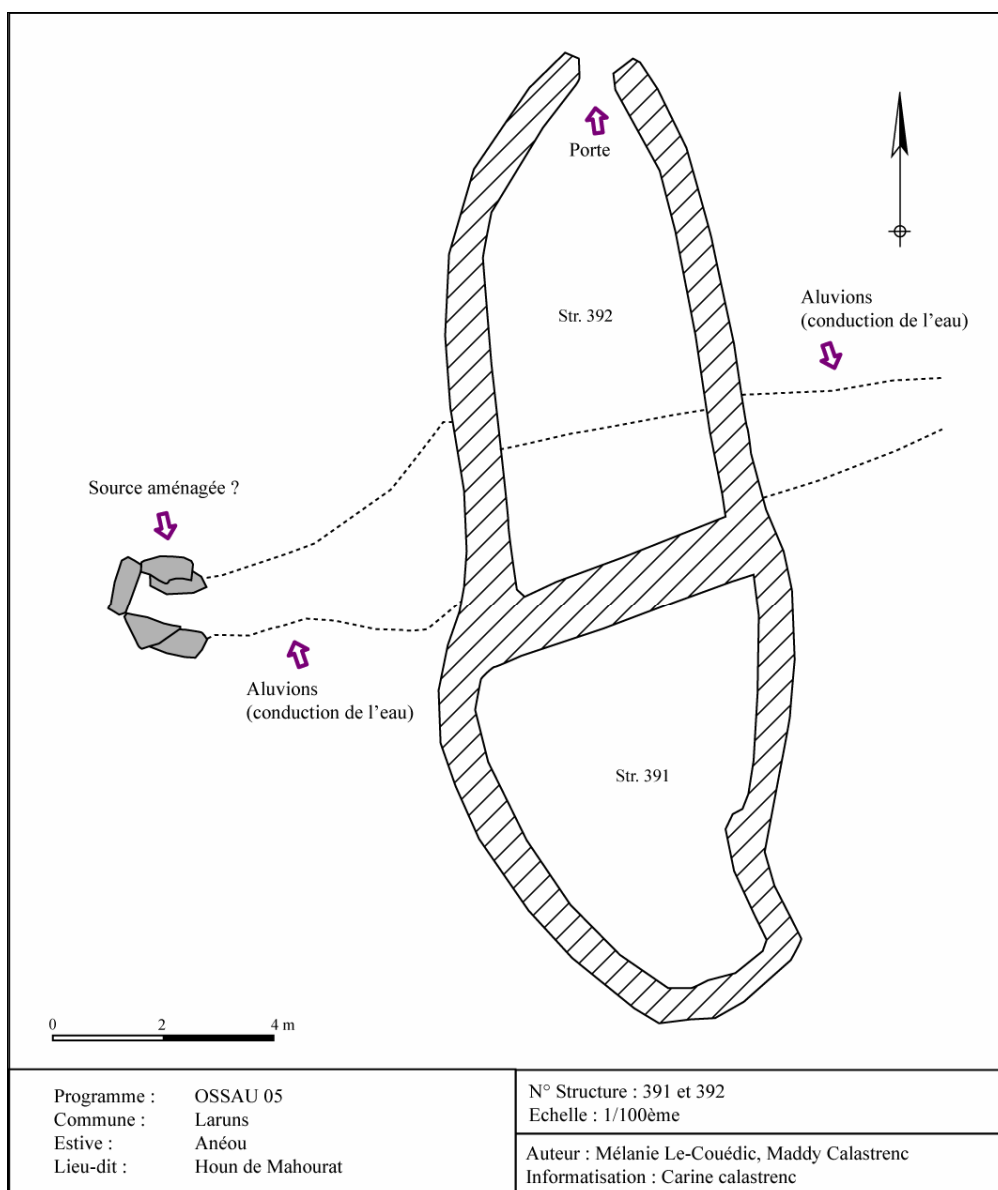 Porte
Aluvions
(conduction de l'eau)
Str. 392
Source aménagée ?
Aluvions
(conduction de l'eau)
Str. 391
0 2 4 m
Programme : OSSAU 05
Commune : Laruns
Estive : Anéou
Lieu-dit : Houn de Mahourat
N° Structure : 391 et 392
Echelle : 1/100ème
Auteur : Mélanie Le-Couédic, Maddy Calastrenc
Informatisation : Carine calastrenc